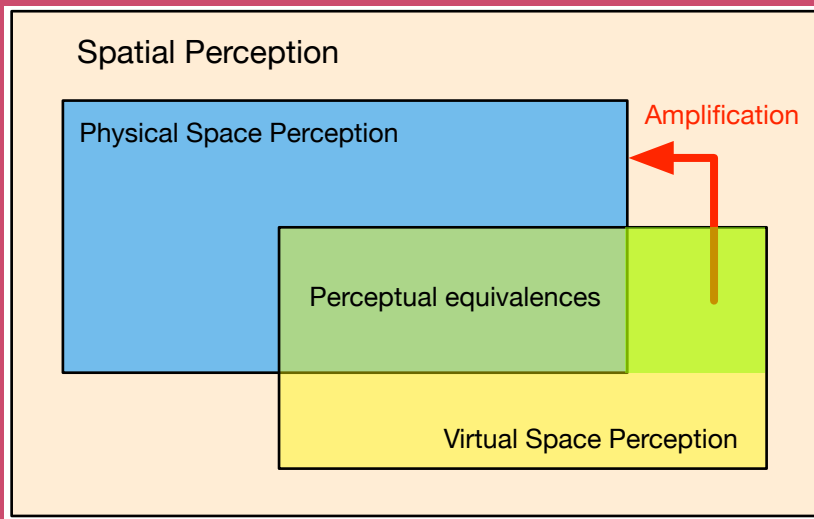 Spatial Perception
Amplification
Physical Space Perception
Perceptual equivalences
Virtual Space Perception